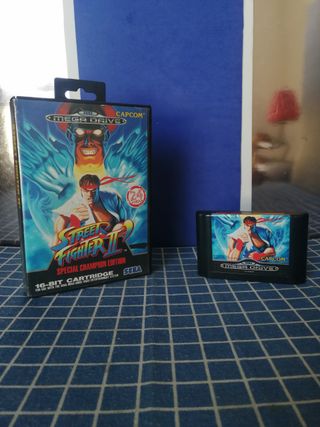 CAPCOM
MEGA DRIVE
STREET
FIGHTER II'
SPECIAL CHAMPION EDITION
SEGA
16-BIT CARTRIDGE
CAPCOM
MEGA DRIVE